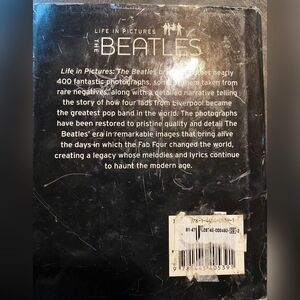 LIFE IN PICTURES
THE BEATLES
Life in Pictures: The Beatles nearly
400 fantastic photographs, some of them taken from
rare negatives, along with a detailed narrative telling
the story of how four lads from Liverpool became
the greatest pop band in the world. The photographs
have been restored to pristine quality and detail The
Beatles' era in remarkable images that bring alive
the days in which the Fab Four changed the world,
creating a legacy whose melodies and lyrics continue
to haunt the modern age.